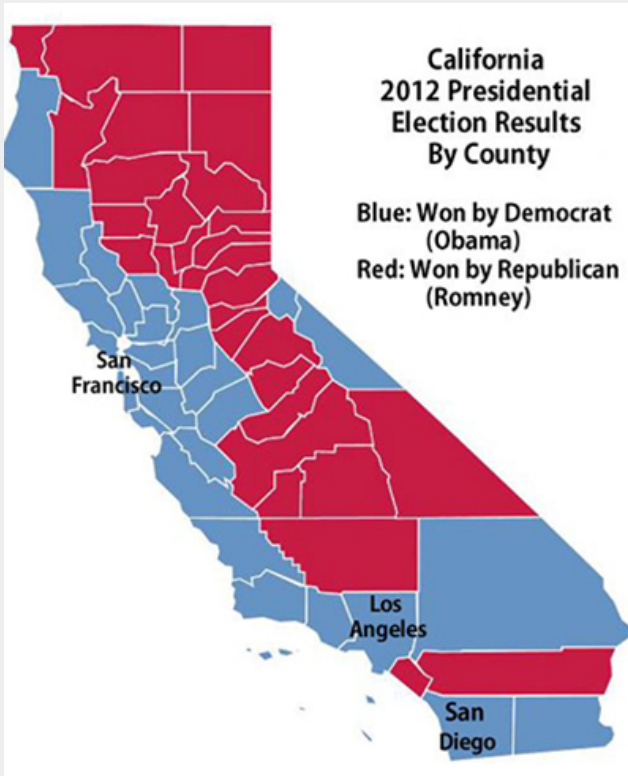 California
2012 Presidential
Election Results
By County
Blue: Won by Democrat
(Obama)
Red: Won by Republican
(Romney)
San
Francisco
Los
Angeles
San
Diego